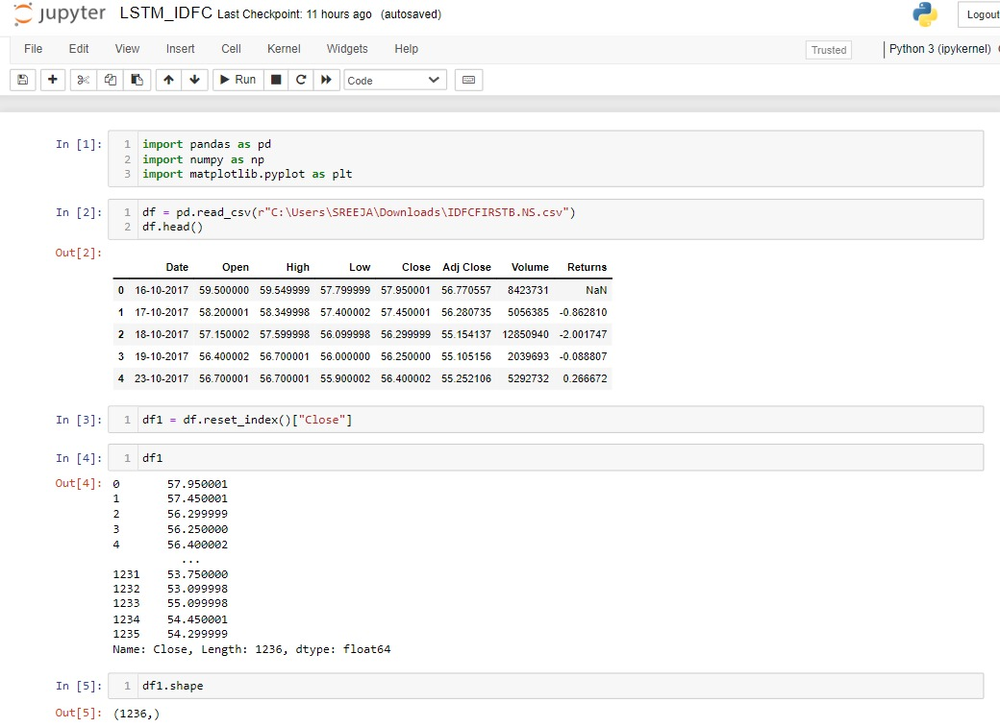 jupyter LSTM_IDFC Last Checkpoint: 11 hours ago (autosaved)
Logout
File Edit View Insert Cell Kernel Widgets Help
Trusted
Python 3 (ipykernel)
Run
Code
In [1]:
1 import pandas as pd
2 import numpy as np
3 import matplotlib.pyplot as plt
In [2]:
1 df = pd.read_csv(r"C:\Users\SREEJA\Downloads\IDFCFIRSTB.NS.csv")
2 df.head()
Out[2]:
Date Open High Low Close Adj Close Volume Returns
0 16-10-2017 59.500000 59.549999 57.799999 57.950001 56.770557 8423731 NaN
1 17-10-2017 58.200001 58.349998 57.400002 57.450001 56.280735 5056385 -0.862810
2 18-10-2017 57.150002 57.599998 56.099998 56.299999 55.154137 12850940 -2.001747
3 19-10-2017 56.400002 56.700001 56.000000 56.250000 55.105156 2039693 -0.088807
4 23-10-2017 56.700001 56.700001 55.900002 56.400002 55.252106 5292732 0.266672
In [3]:
1 df1 = df.reset_index()["Close"]
In [4]:
1 df1
Out[4]:
0 57.950001
1 57.450001
2 56.299999
3 56.250000
4 56.400002
...
1231 53.750000
1232 53.099998
1233 55.099998
1234 54.450001
1235 54.299999
Name: Close, Length: 1236, dtype: float64
In [5]:
1 df1.shape
Out[5]:
(1236,)